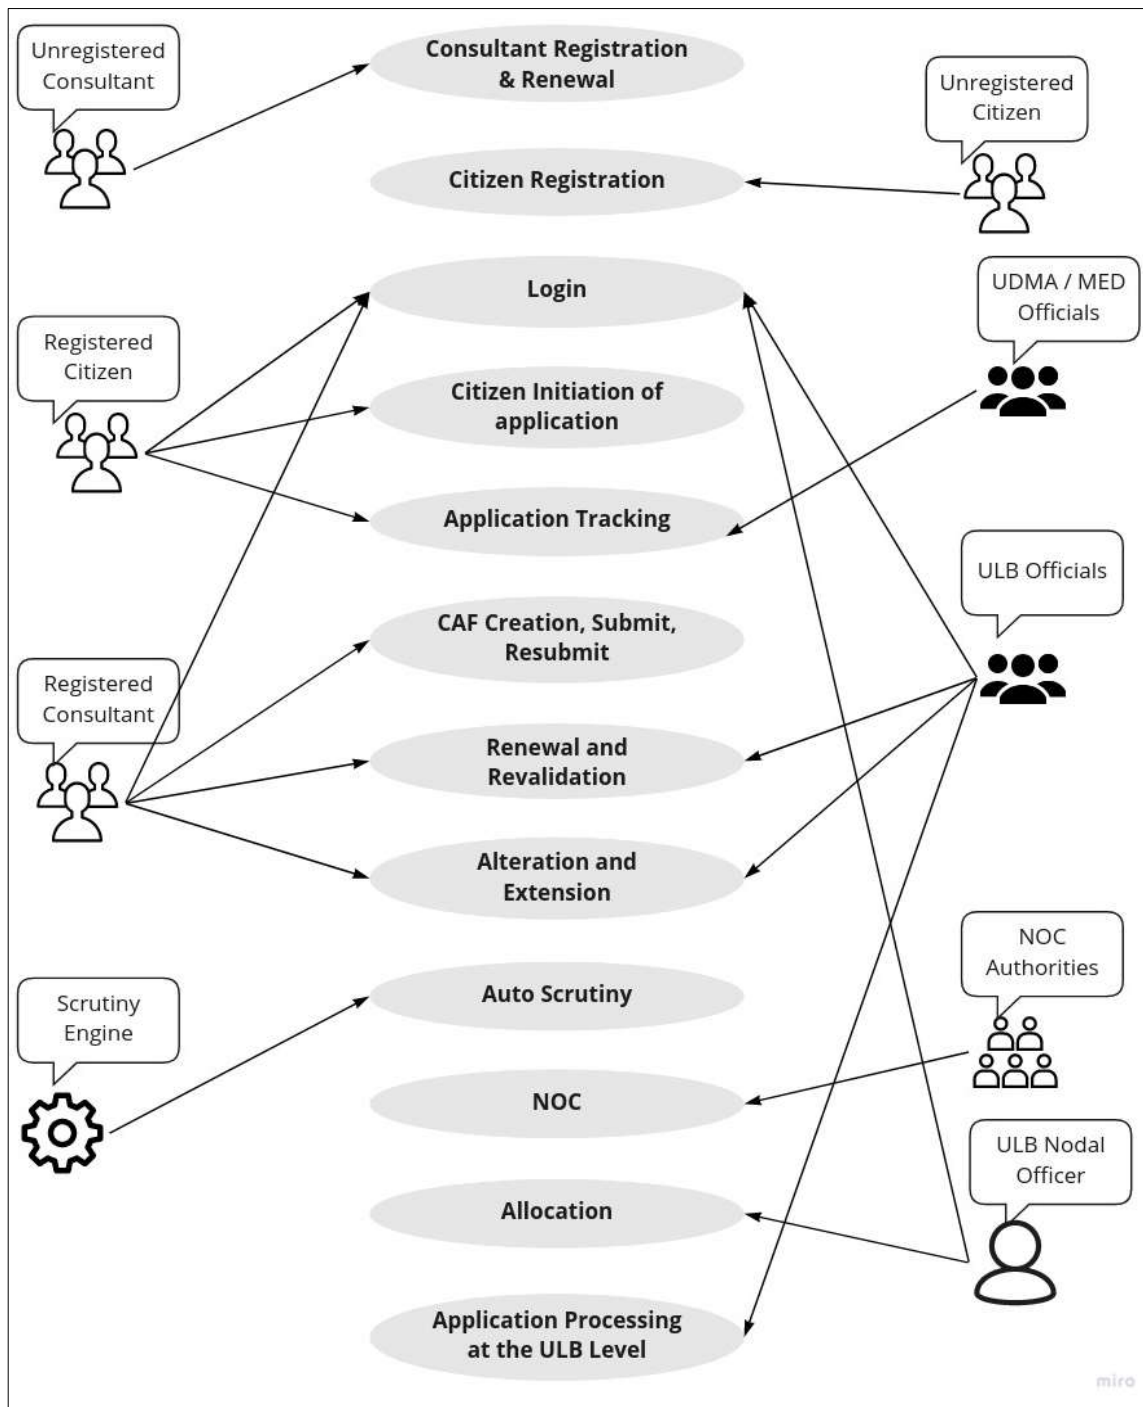 Unregistered
Consultant
Consultant Registration
& Renewal
Unregistered
Citizen
Citizen Registration
Login
UDMA / MED
Officials
Registered
Citizen
Citizen Initiation of
application
Application Tracking
ULB Officials
CAF Creation, Submit,
Resubmit
Registered
Consultant
Renewal and
Revalidation
Alteration and
Extension
NOC
Authorities
Auto Scrutiny
Scrutiny
Engine
NOC
ULB Nodal
Officer
Allocation
Application Processing
at the ULB Level
miro